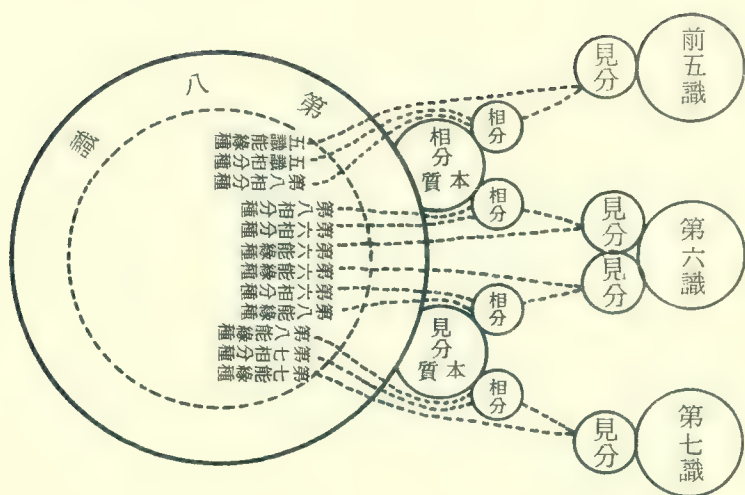 前五識
見分
相分
相分
本質
相分
見分
第六識
見分
相分
見分
本質
相分
見分
第七識
第八識
五識能緣種
五識相分種
第八相分種
第八相分種
第六相分種
第六能緣種
第六能緣種
第六相分種
第八能緣種
第八能緣種
第七相分種
第七能緣種